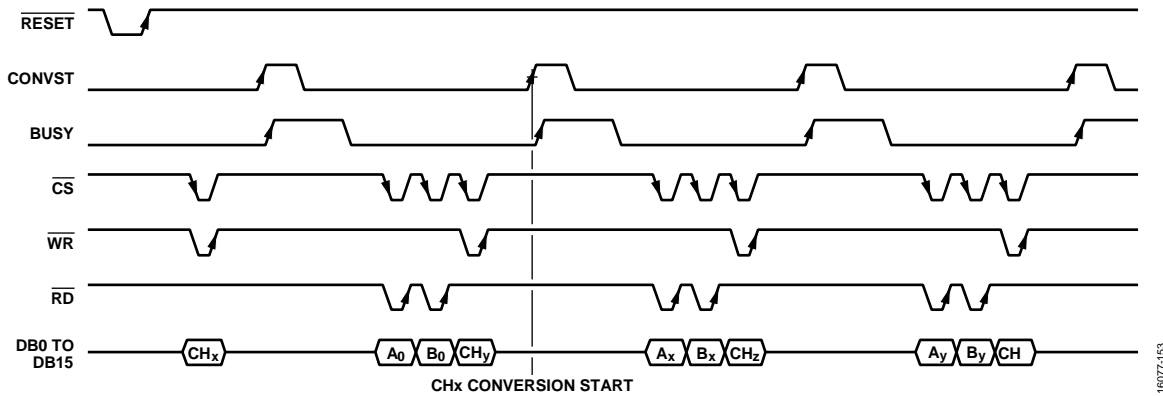 RESET
CONVST
BUSY
CS
WR
RD
DB0 TO
DB15
CHx A0 B0 CHy Ax Bx CHz Ay By CH
CHx CONVERSION START
16077-153